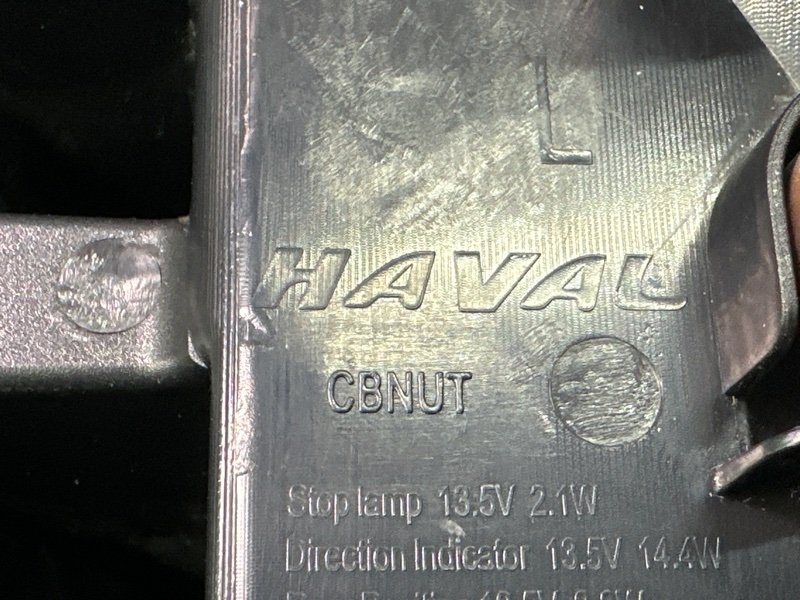 L
HAVAL
CBNUT
Stop lamp 13.5V 2.1W
Direction Indicator 13.5V 14.4W